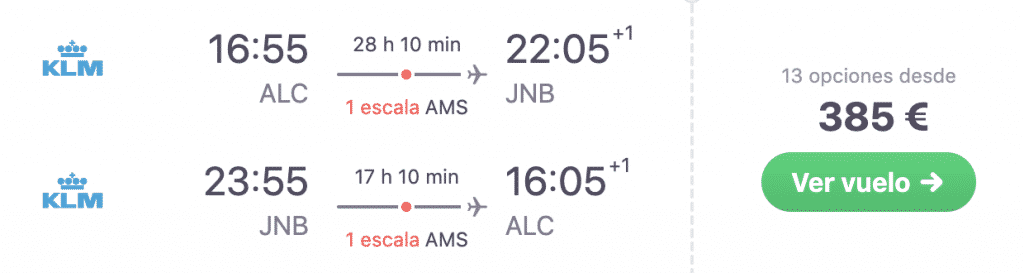 KLM
16:55
28 h 10 min
22:05+1
ALC
1 escala AMS
JNB
KLM
23:55
17 h 10 min
16:05+1
JNB
1 escala AMS
ALC
13 opciones desde
385 €
Ver vuelo →